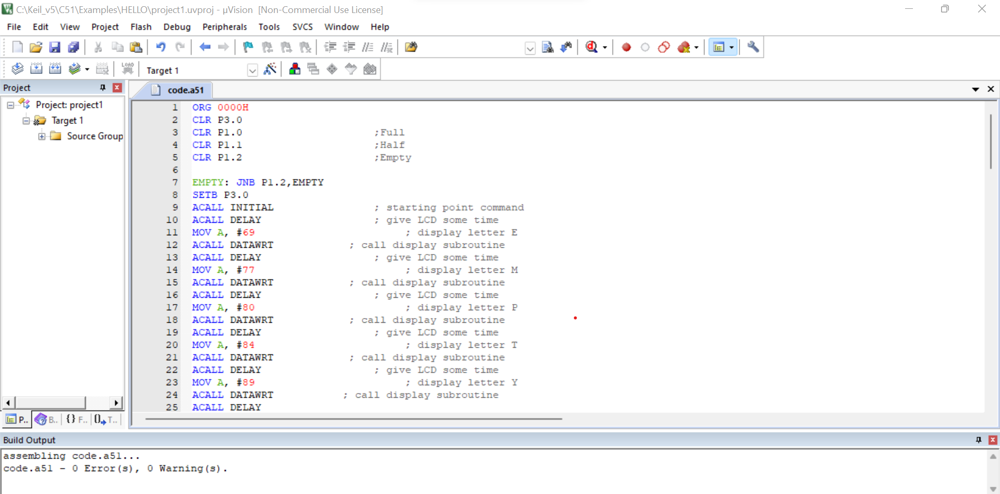 C:\Keil_v5\C51\Examples\HELLO\project1.uvproj - µVision [Non-Commercial Use License]
File Edit View Project Flash Debug Peripherals Tools SVCS Window Help
LOAD Target 1
Project
code.a51
Project: project1
Target 1
Source Group
1 ORG 0000H
2 CLR P3.0
3 CLR P1.0 ;Full
4 CLR P1.1 ;Half
5 CLR P1.2 ;Empty
6
7 EMPTY: JNB P1.2,EMPTY
8 SETB P3.0
9 ACALL INITIAL ; starting point command
10 ACALL DELAY ; give LCD some time
11 MOV A, #69 ; display letter E
12 ACALL DATAWRT ; call display subroutine
13 ACALL DELAY ; give LCD some time
14 MOV A, #77 ; display letter M
15 ACALL DATAWRT ; call display subroutine
16 ACALL DELAY ; give LCD some time
17 MOV A, #80 ; display letter P
18 ACALL DATAWRT ; call display subroutine
19 ACALL DELAY ; give LCD some time
20 MOV A, #84 ; display letter T
21 ACALL DATAWRT ; call display subroutine
22 ACALL DELAY ; give LCD some time
23 MOV A, #89 ; display letter Y
24 ACALL DATAWRT ; call display subroutine
25 ACALL DELAY
P.. B.. {} F.. 0 T..
Build Output
assembling code.a51...
code.a51 - 0 Error(s), 0 Warning(s).